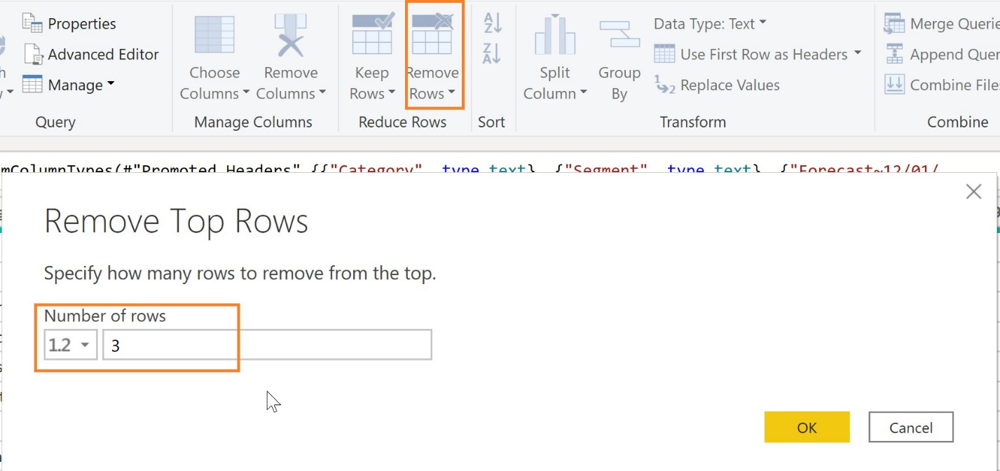 Properties
Advanced Editor
Manage
Query
Choose
Columns
Remove
Columns
Manage Columns
Keep
Rows
Remove
Rows
Reduce Rows
A
Z
Z
A
Sort
Split
Column
Group
By
Data Type: Text
Use First Row as Headers
1
2 Replace Values
Transform
Merge Querie
Append Quer
Combine File
Combine
mColumnTypes(#"Promoted Headers" {{"Category", type text}, {"Segment", type text}, {"Forecast~12/01/
Remove Top Rows
Specify how many rows to remove from the top.
Number of rows
1.2 3
OK Cancel